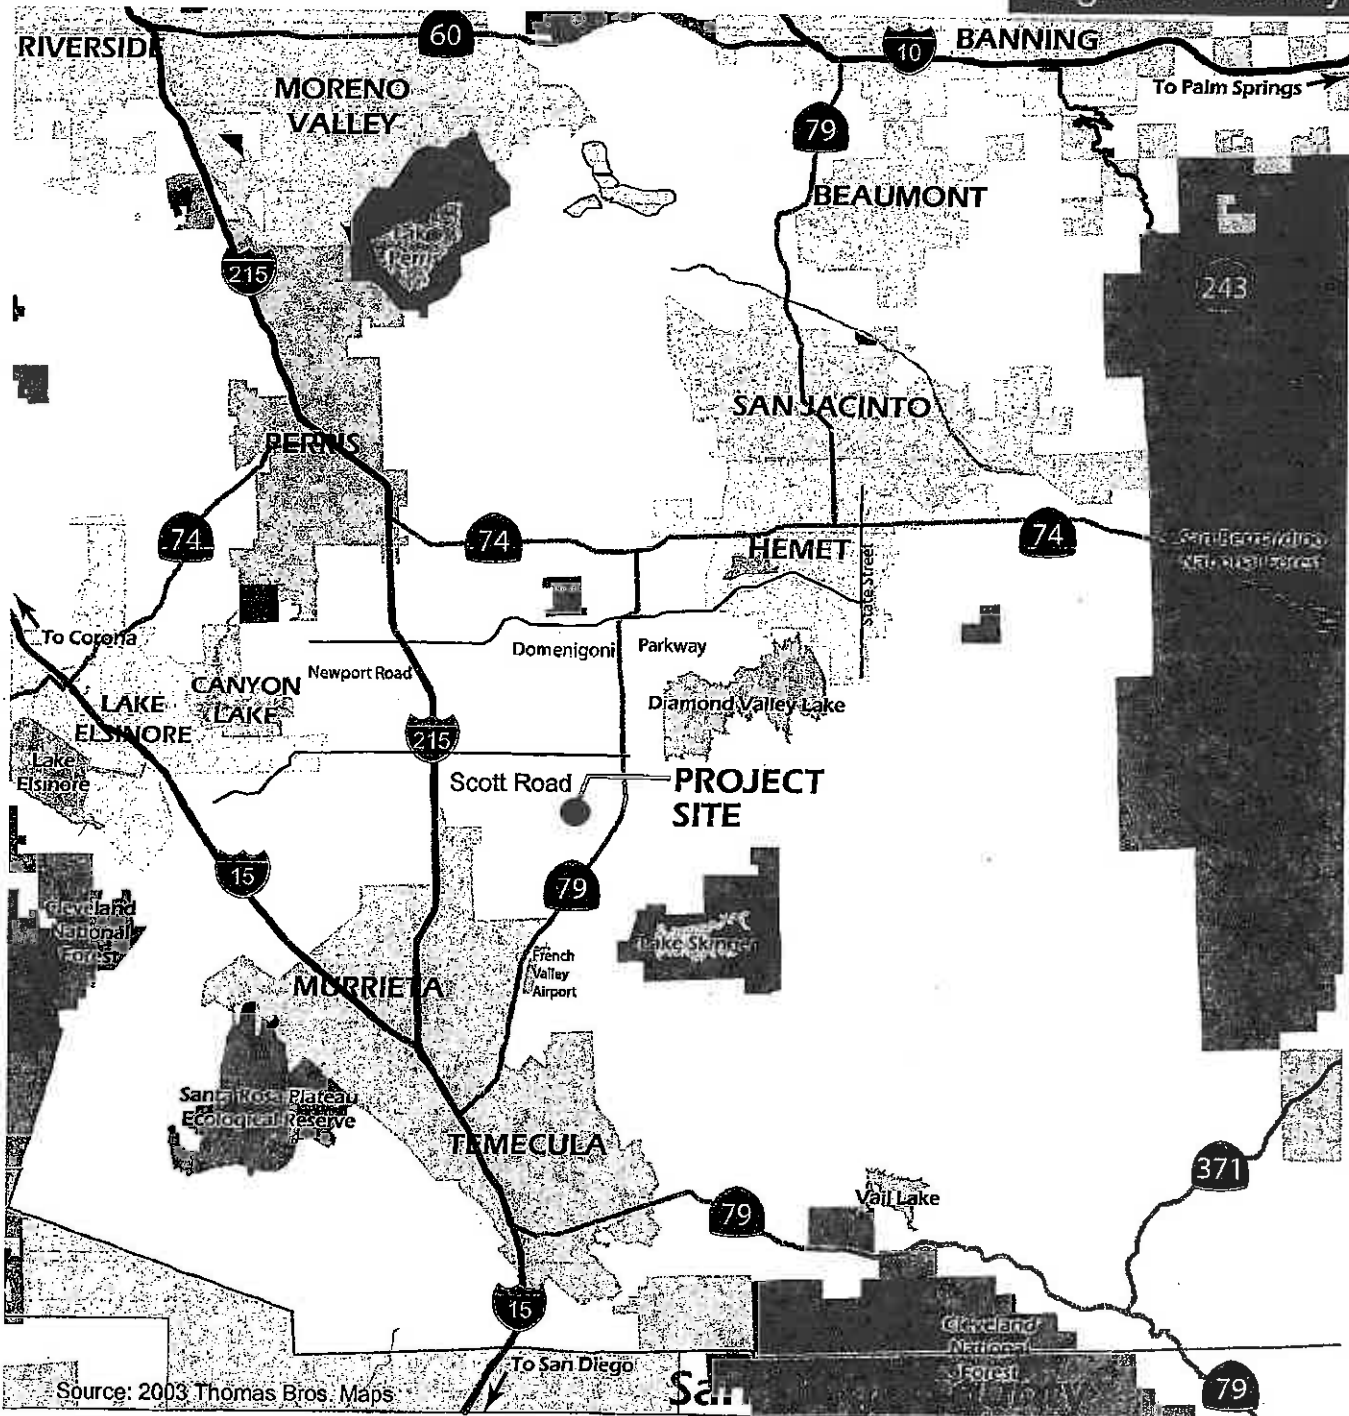 RIVERSIDE
60
10
BANNING
To Palm Springs
MORENO
VALLEY
79
BEAUMONT
Lake
Perris
215
243
SAN JACINTO
PERRIS
74
74
HEMET
74
San Bernardino
National Forest
State Street
To Corona
Domenigoni
Parkway
Newport Road
CANYON
LAKE
LAKE
ELSINORE
Diamond Valley Lake
215
Lake
Elsinore
Scott Road
PROJECT
SITE
15
79
Cleveland
National
Forest
Lake Skinner
French
Valley
Airport
MURRIETA
Santa Rosa Plateau
Ecological Reserve
TEMECULA
371
Vail Lake
79
15
Cleveland
National
Forest
To San Diego
San
Source: 2003 Thomas Bros. Maps
79